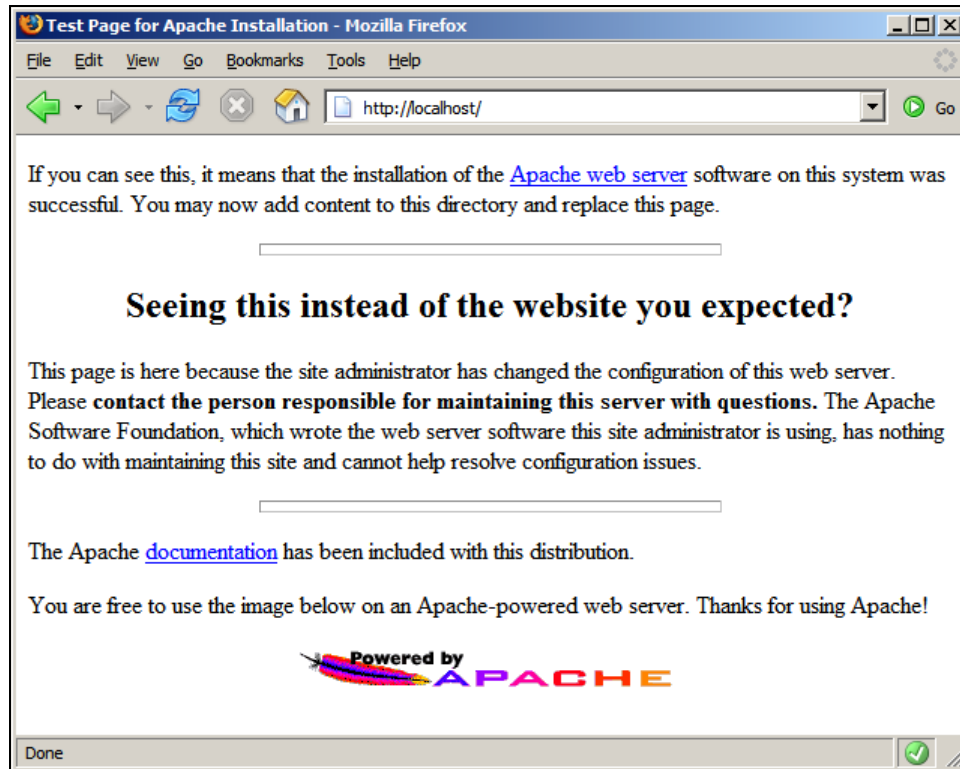 Test Page for Apache Installation - Mozilla Firefox
File Edit View Go Bookmarks Tools Help
http://localhost/ Go
If you can see this, it means that the installation of the Apache web server software on this system was
successful. You may now add content to this directory and replace this page.
Seeing this instead of the website you expected?
This page is here because the site administrator has changed the configuration of this web server.
Please contact the person responsible for maintaining this server with questions. The Apache
Software Foundation, which wrote the web server software this site administrator is using, has nothing
to do with maintaining this site and cannot help resolve configuration issues.
The Apache documentation has been included with this distribution.
You are free to use the image below on an Apache-powered web server. Thanks for using Apache!
Powered by
APACHE
Done